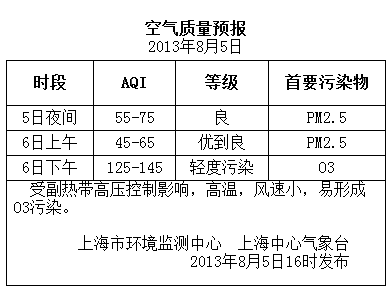 空气质量预报
2013年8月5日
时段 AQI 等级 首要污染物
5日夜间 55-75 良 PM2.5
6日上午 45-65 优到良 PM2.5
6日下午 125-145 轻度污染 O3
受副热带高压控制影响，高温，风速小，易形成
O3污染。
上海市环境监测中心 上海中心气象台
2013年8月5日16时发布